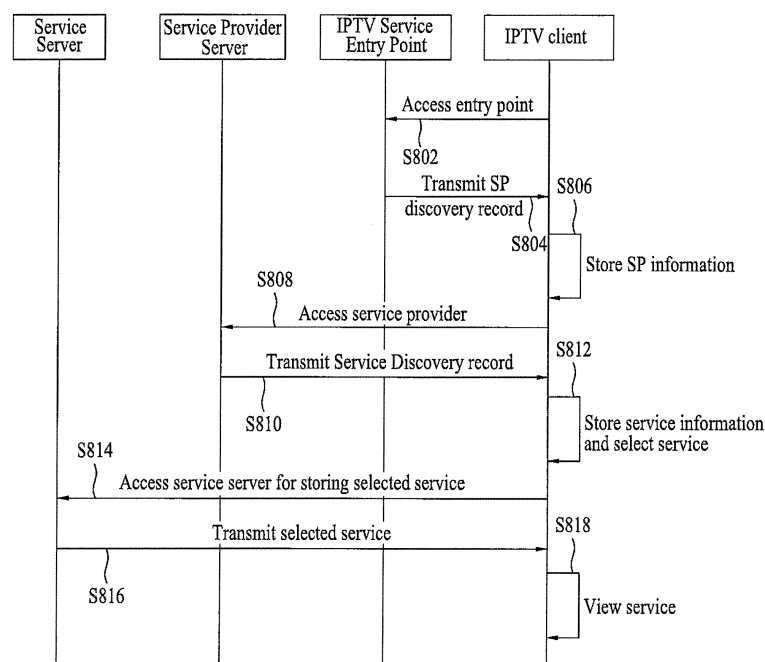 Service
Server
Service Provider
Server
IPTV Service
Entry Point
IPTV client
Access entry point
S802
Transmit SP
discovery record
S804
S806
Store SP information
S808
Access service provider
Transmit Service Discovery record
S810
S812
Store service information
and select service
S814
Access service server for storing selected service
Transmit selected service
S816
S818
View service